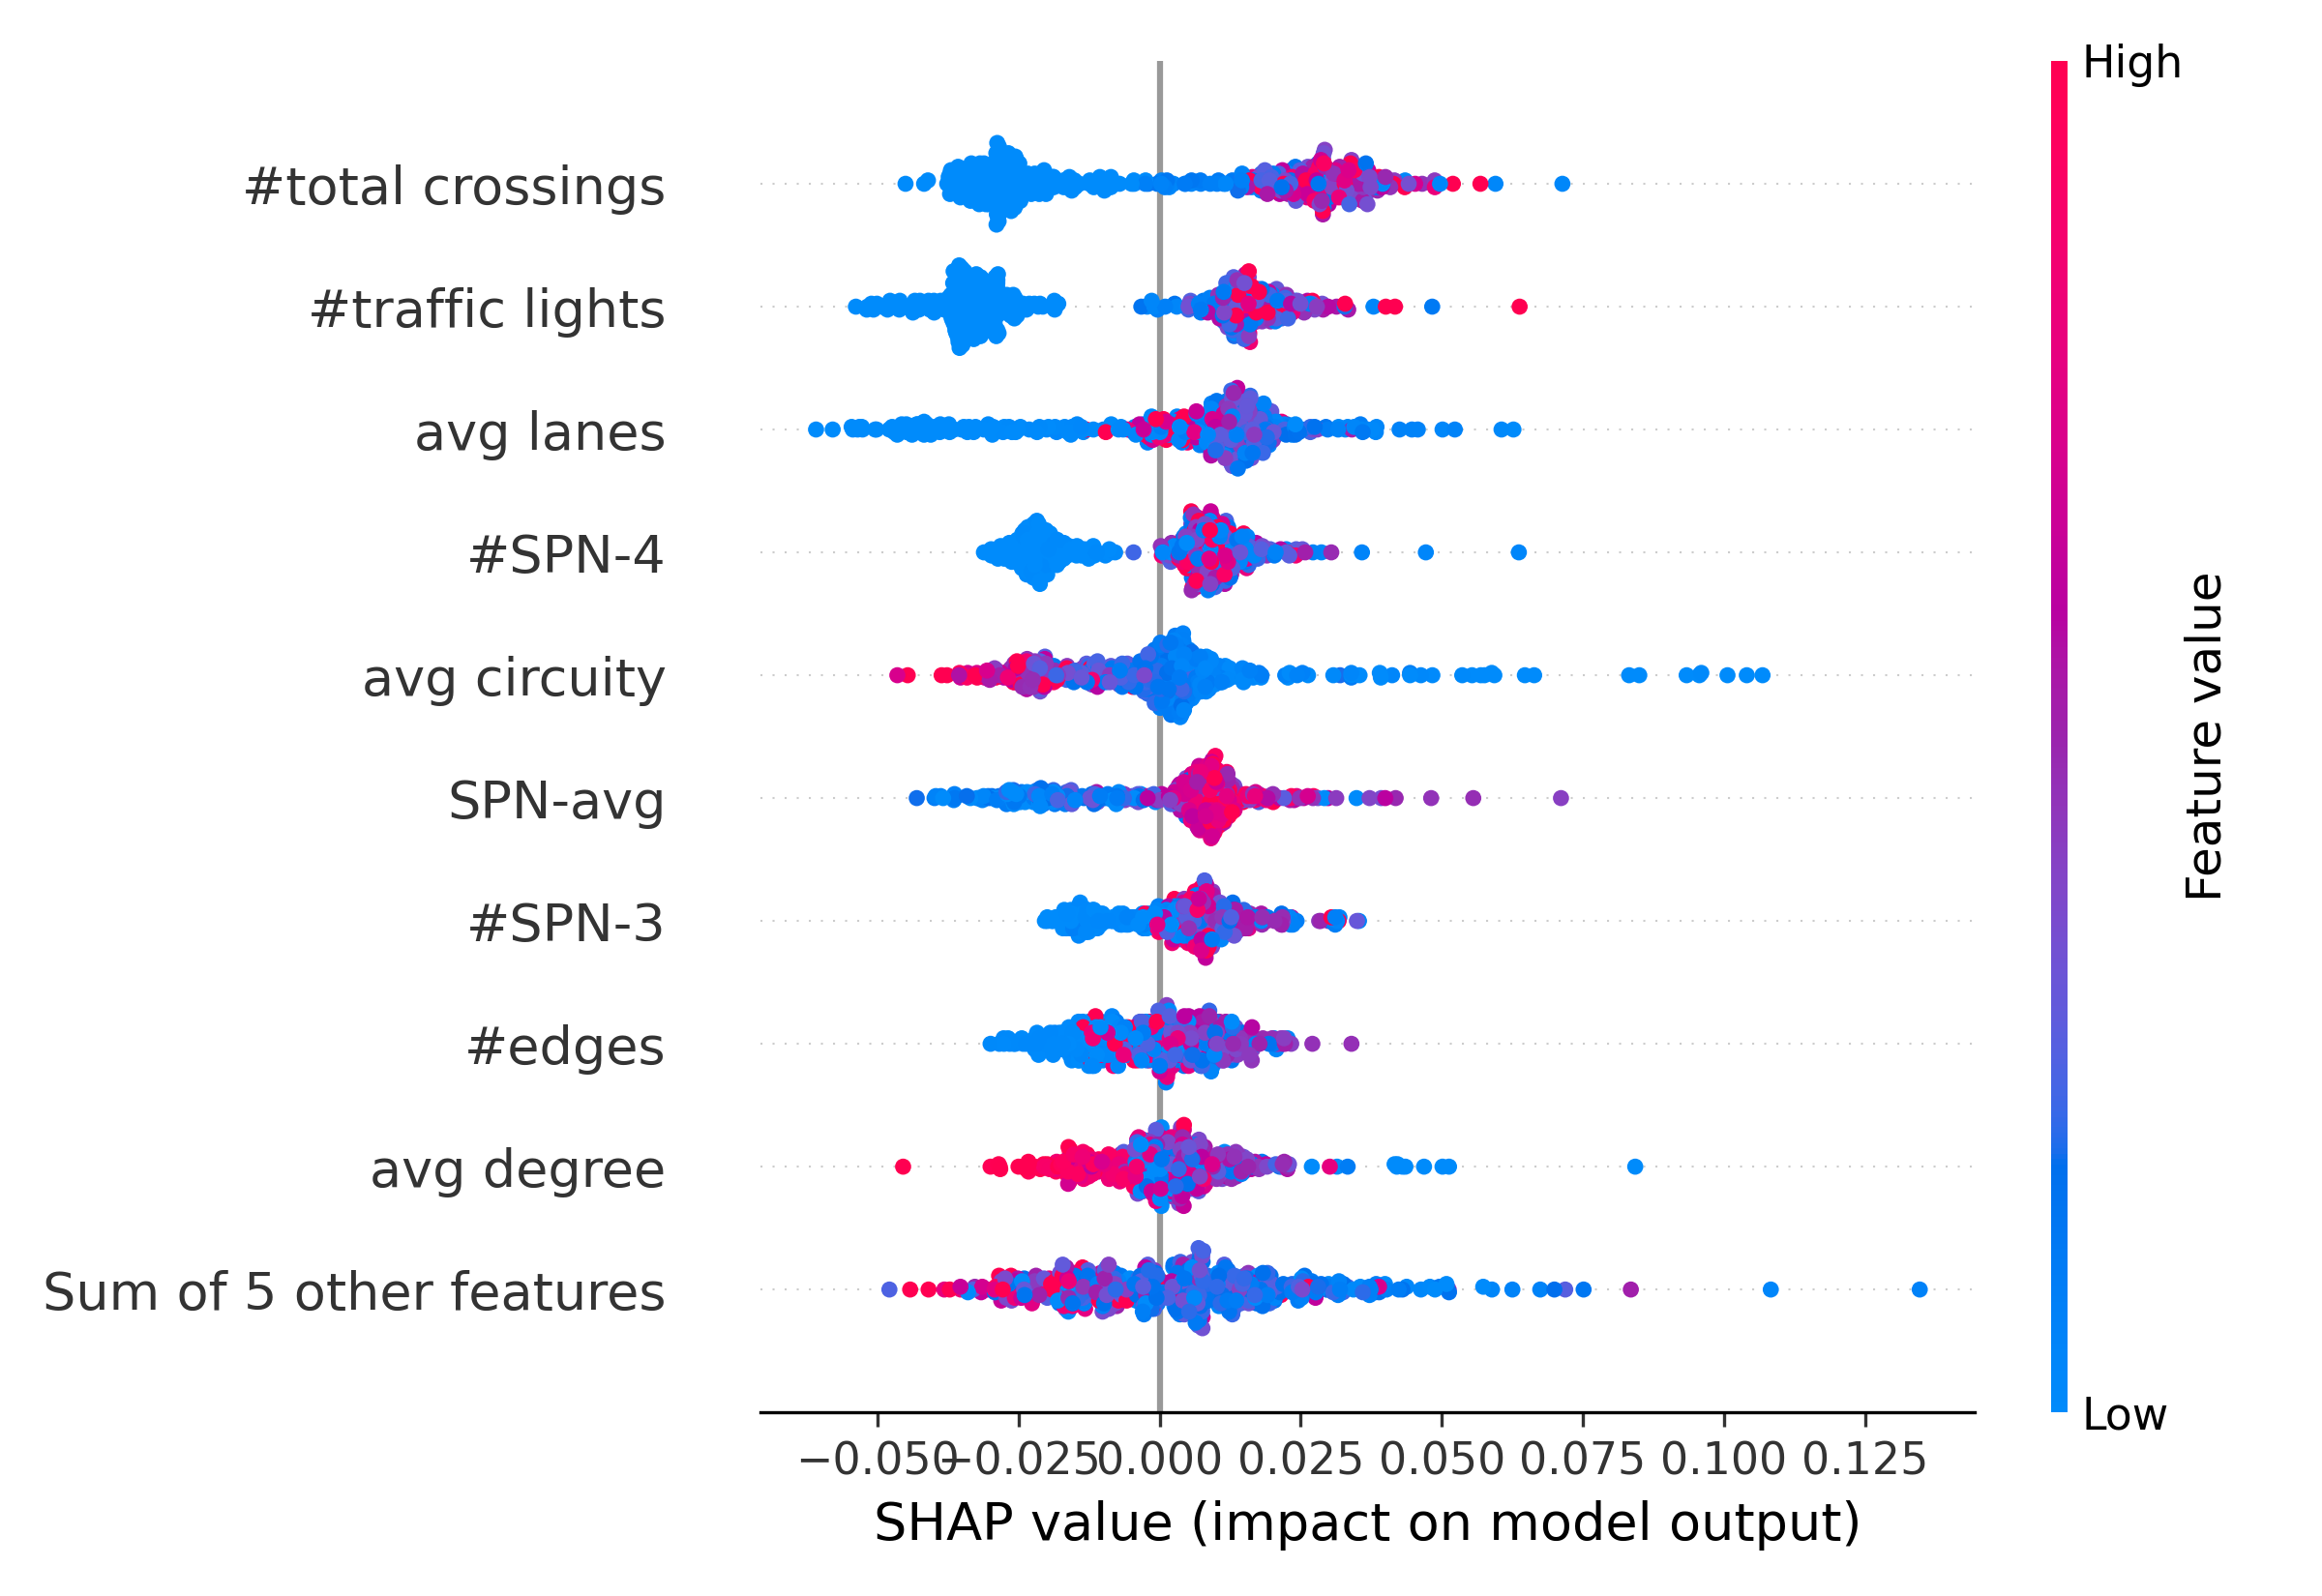 High
#total crossings
#traffic lights
avg lanes
#SPN-4
avg circuity
SPN-avg
#SPN-3
#edges
avg degree
Sum of 5 other features
Feature value
Low
−0.050 −0.025 0.000 0.025 0.050 0.075 0.100 0.125
SHAP value (impact on model output)